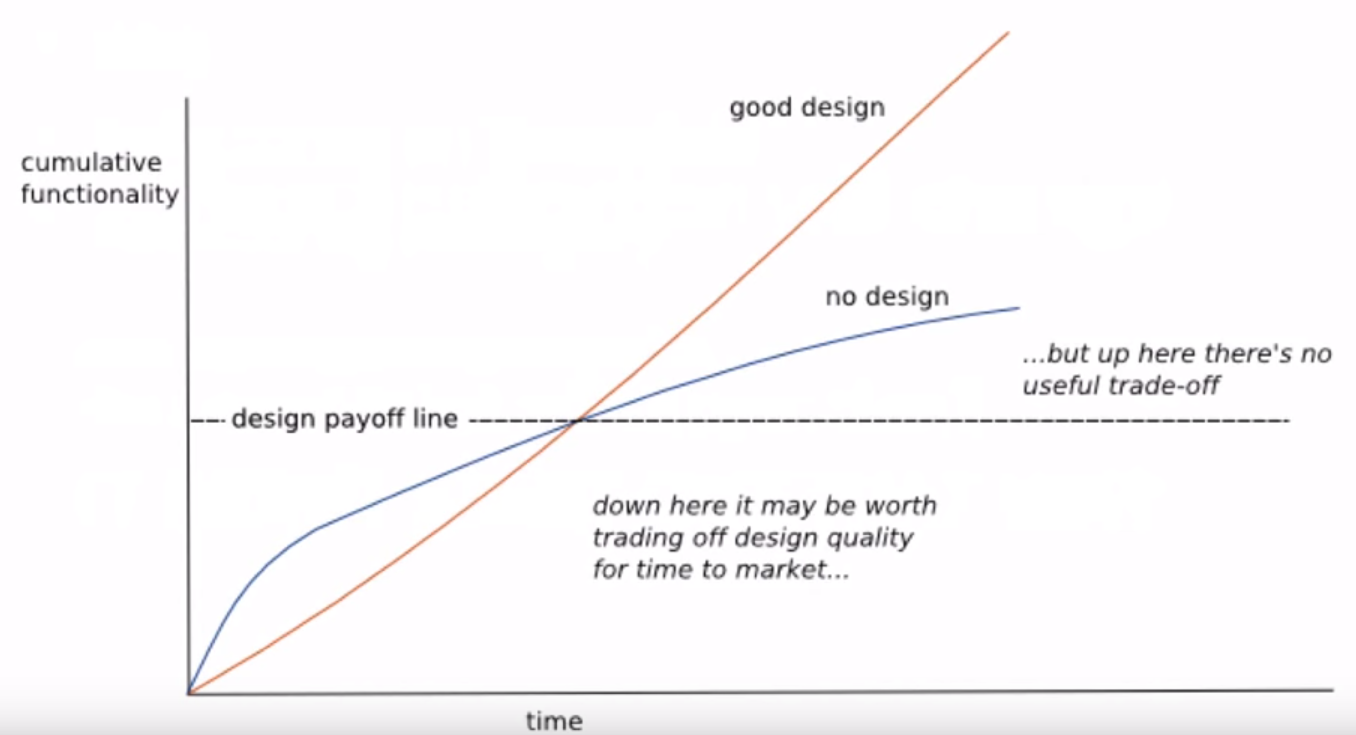 good design
cumulative
functionality
no design
...but up here there's no
useful trade-off
design payoff line
down here it may be worth
trading off design quality
for time to market...
time